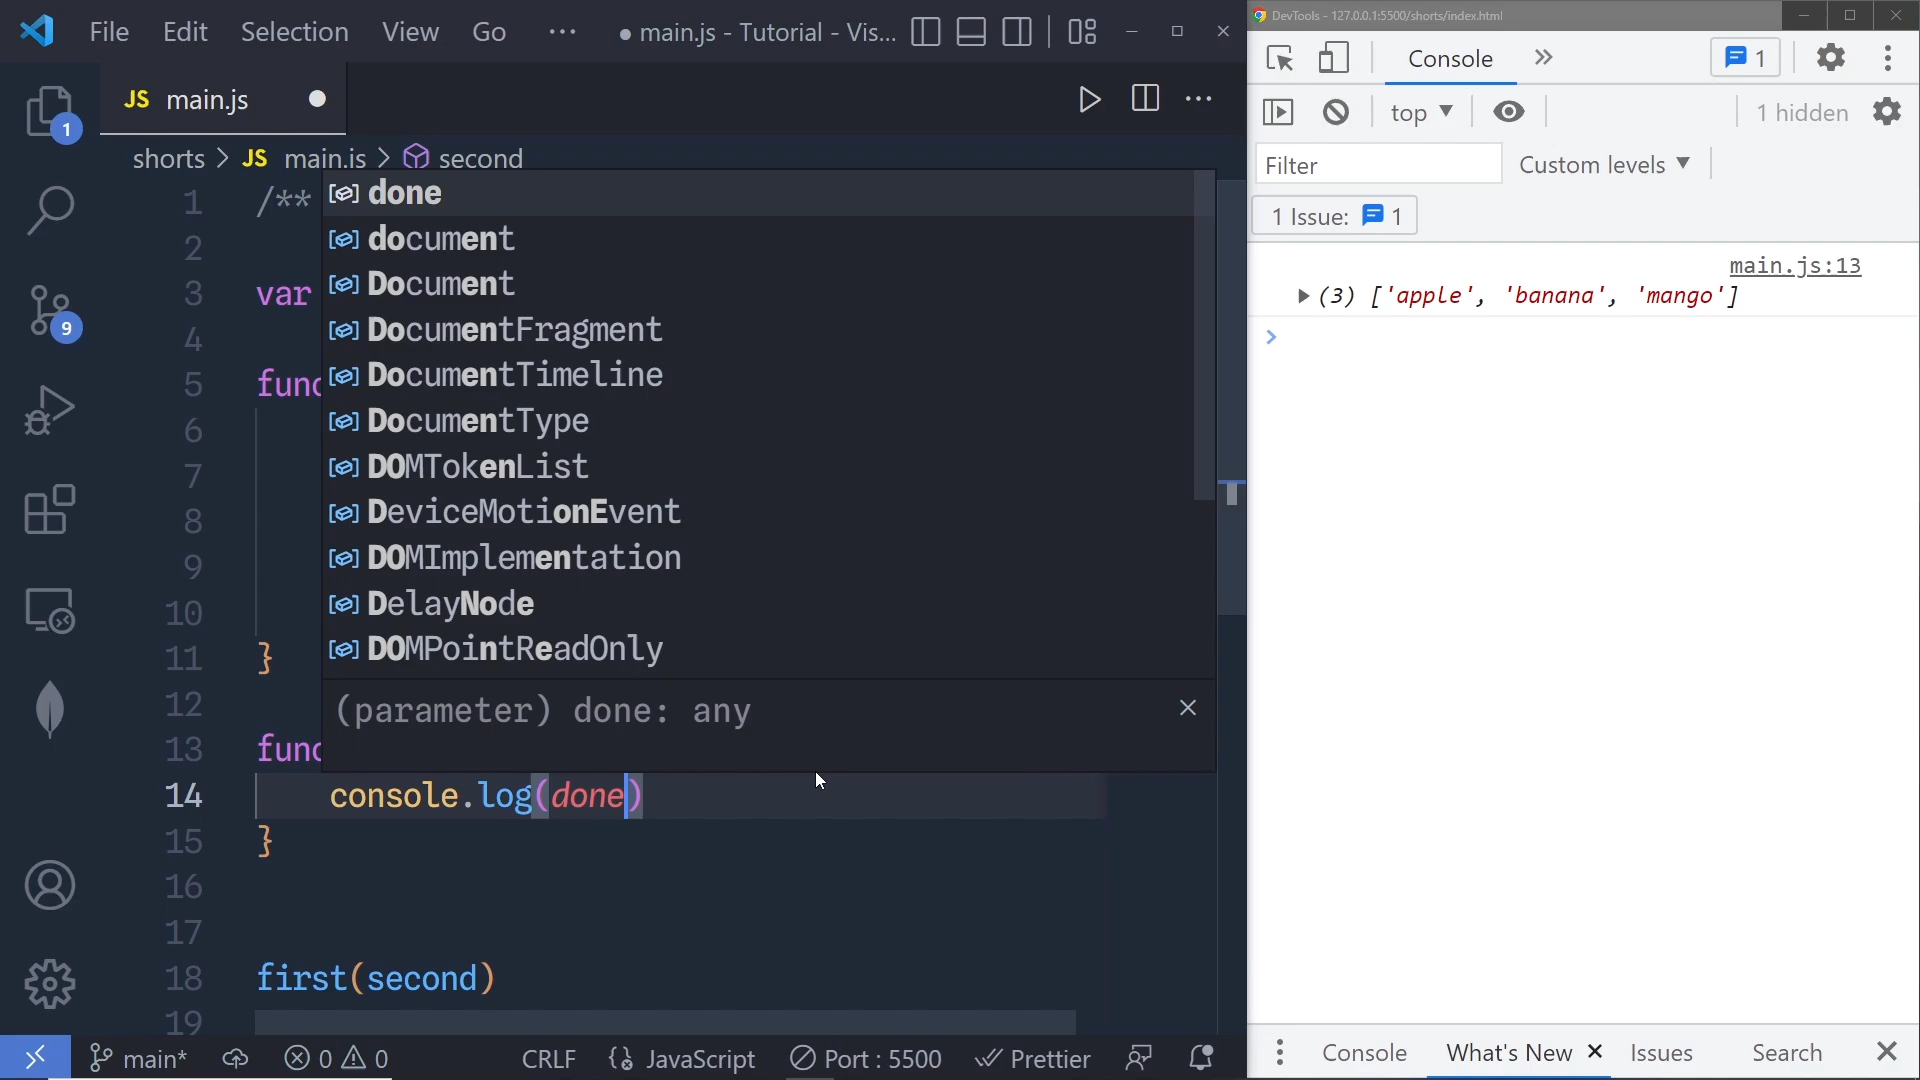 File Edit Selection View Go ··· ● main.js - Tutorial - Vis...
JS main.js ●
1
shorts > JS main.js > second
1 /**
2
3 var
4
5 func
6
7
8
9
10
11 }
12
13 func
14 console.log(done)
15 }
16
17
18 first(second)
19
done
document
Document
DocumentFragment
DocumentTimeline
DocumentType
DOMTokenList
DeviceMotionEvent
DOMImplementation
DelayNode
DOMPointReadOnly
(parameter) done: any
9
main* 0 0 CRLF {} JavaScript Port : 5500 Prettier
DevTools - 127.0.0.1:5500/shorts/index.html
Console » 1
top ▼ 1 hidden
Filter Custom levels ▼
1 Issue: 1
main.js:13
▶ (3) ['apple', 'banana', 'mango']
>
Console What's New × Issues Search